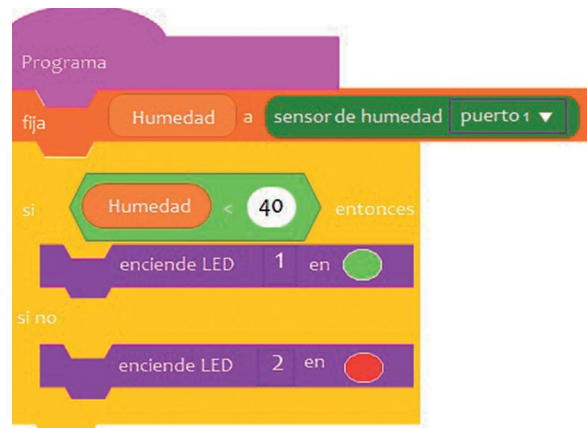 Programa
fija Humedad a sensor de humedad puerto 1
si Humedad < 40 entonces
enciende LED 1 en
si no
enciende LED 2 en